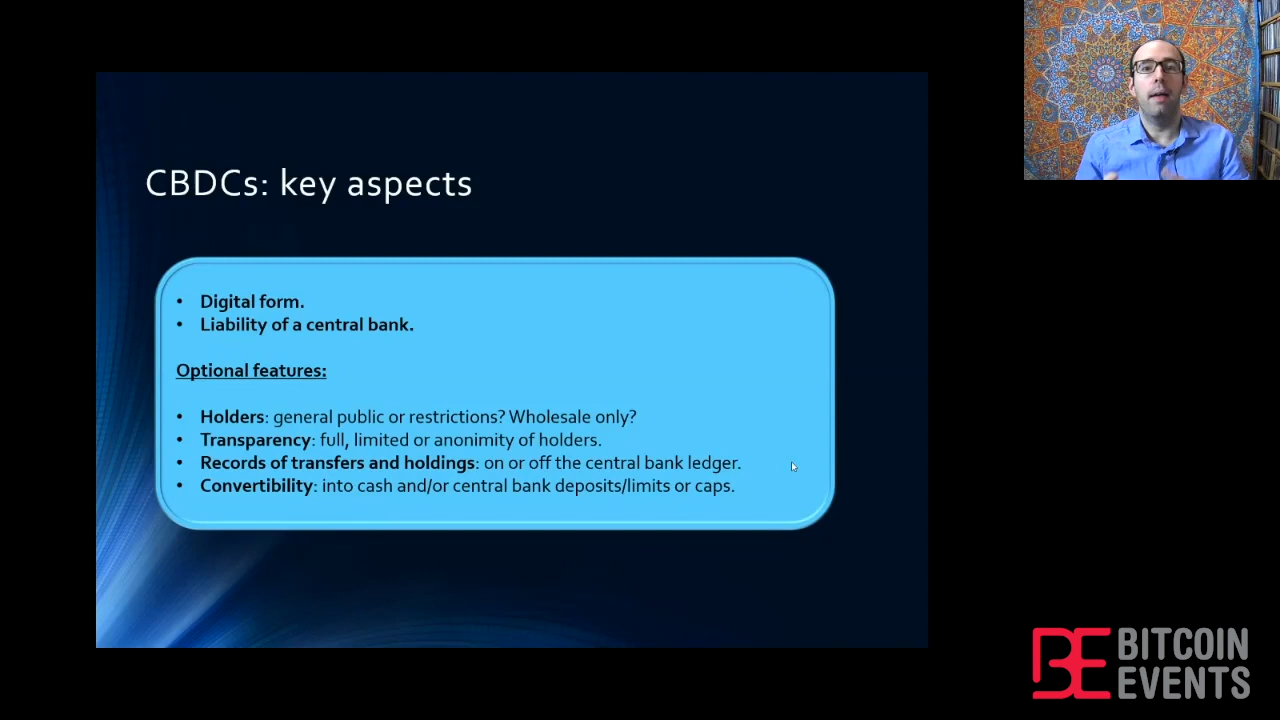 CBDCs: key aspects
• Digital form.
• Liability of a central bank.
Optional features:
• Holders: general public or restrictions? Wholesale only?
• Transparency: full, limited or anonimity of holders.
• Records of transfers and holdings: on or off the central bank ledger.
• Convertibility: into cash and/or central bank deposits/limits or caps.
BE BITCOIN
EVENTS